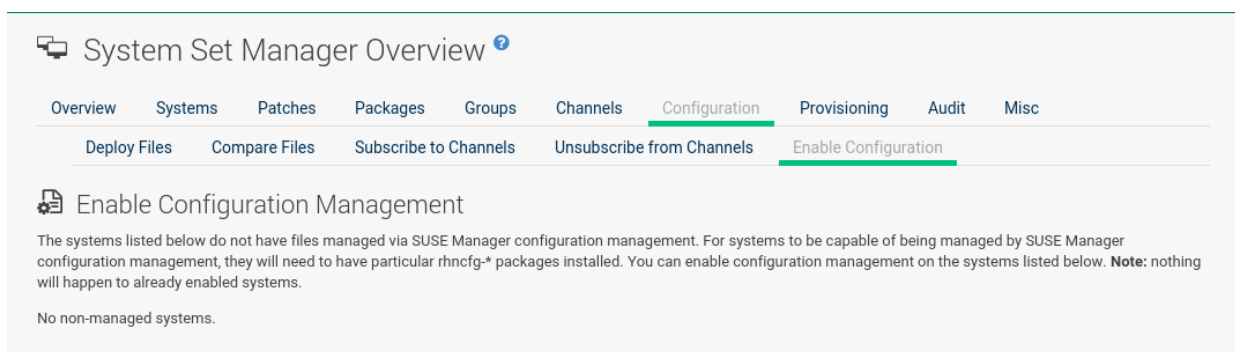 System Set Manager Overview ?
Overview Systems Patches Packages Groups Channels Configuration Provisioning Audit Misc
Deploy Files Compare Files Subscribe to Channels Unsubscribe from Channels Enable Configuration
Enable Configuration Management
The systems listed below do not have files managed via SUSE Manager configuration management. For systems to be capable of being managed by SUSE Manager
configuration management, they will need to have particular rhncfg-* packages installed. You can enable configuration management on the systems listed below. Note: nothing
will happen to already enabled systems.
No non-managed systems.